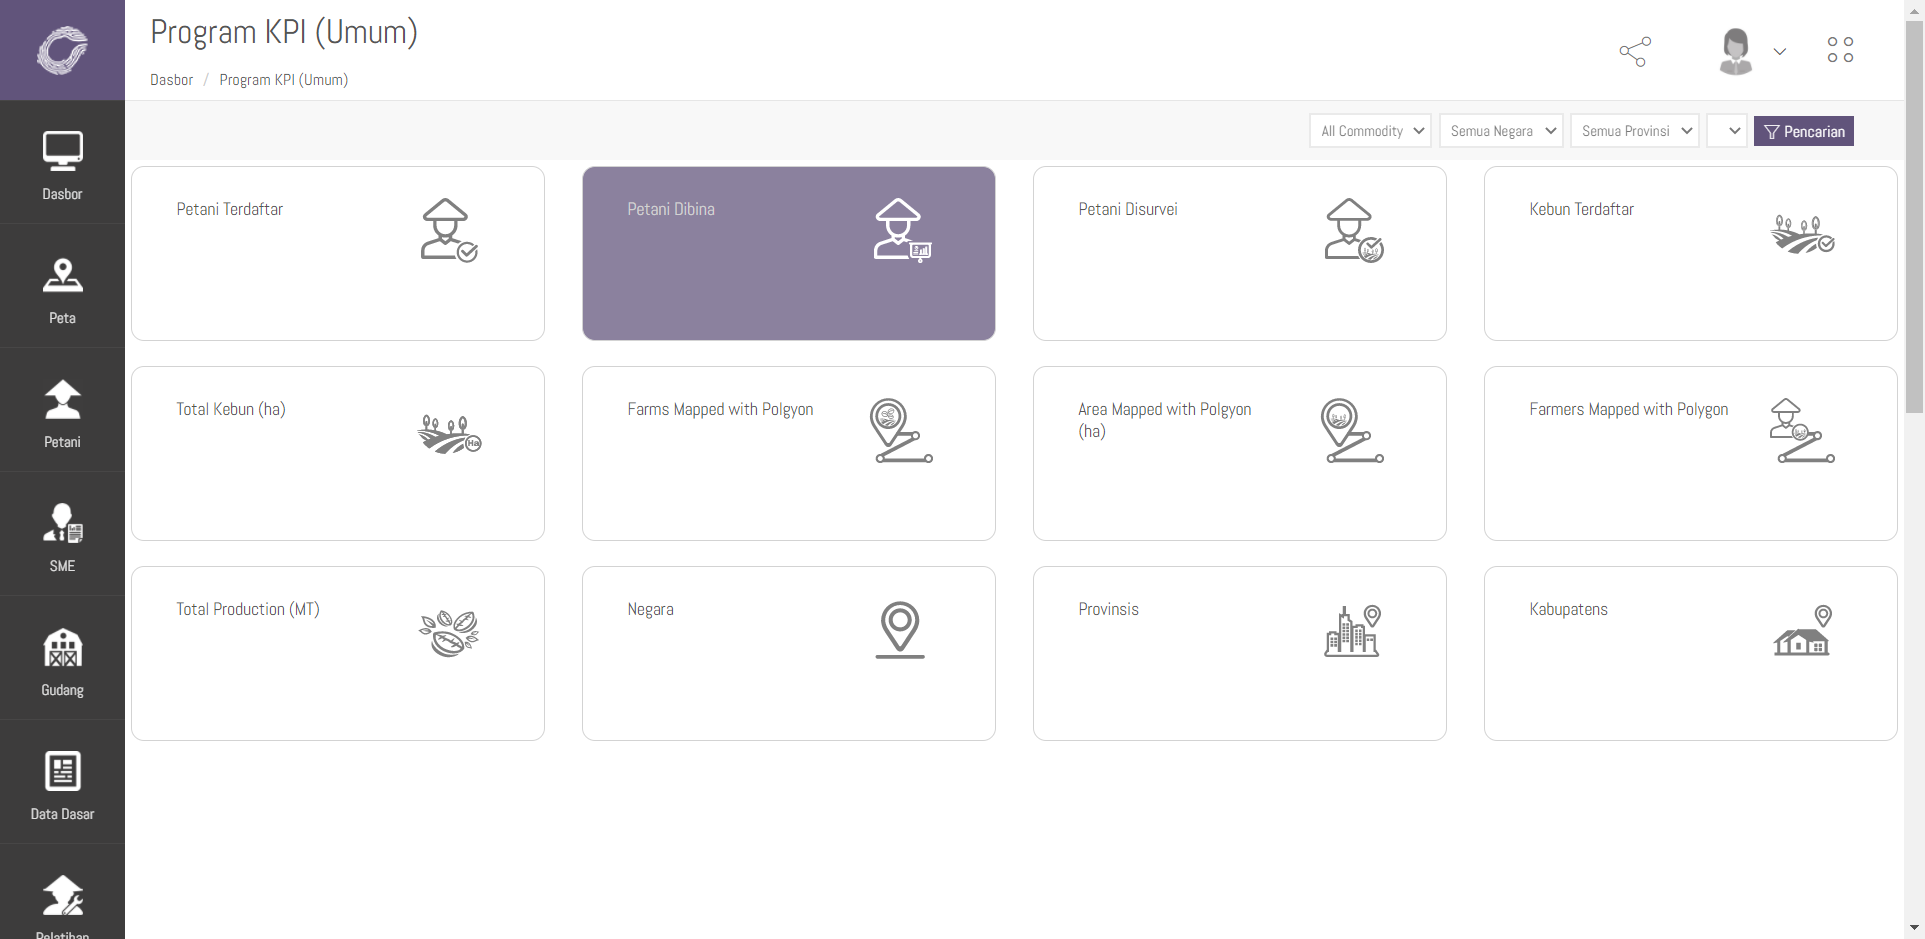 Program KPI (Umum)
Dasbor / Program KPI (Umum)
All Commodity
Semua Negara
Semua Provinsi
Pencarian
Dasbor
Peta
Petani
SME
Gudang
Data Dasar
Pelatihan
Petani Terdaftar
Petani Dibina
Petani Disurvei
Kebun Terdaftar
Total Kebun (ha)
Ha
Farms Mapped with Polgyon
Area Mapped with Polgyon
(ha)
Farmers Mapped with Polygon
Total Production (MT)
Negara
Provinsis
Kabupatens